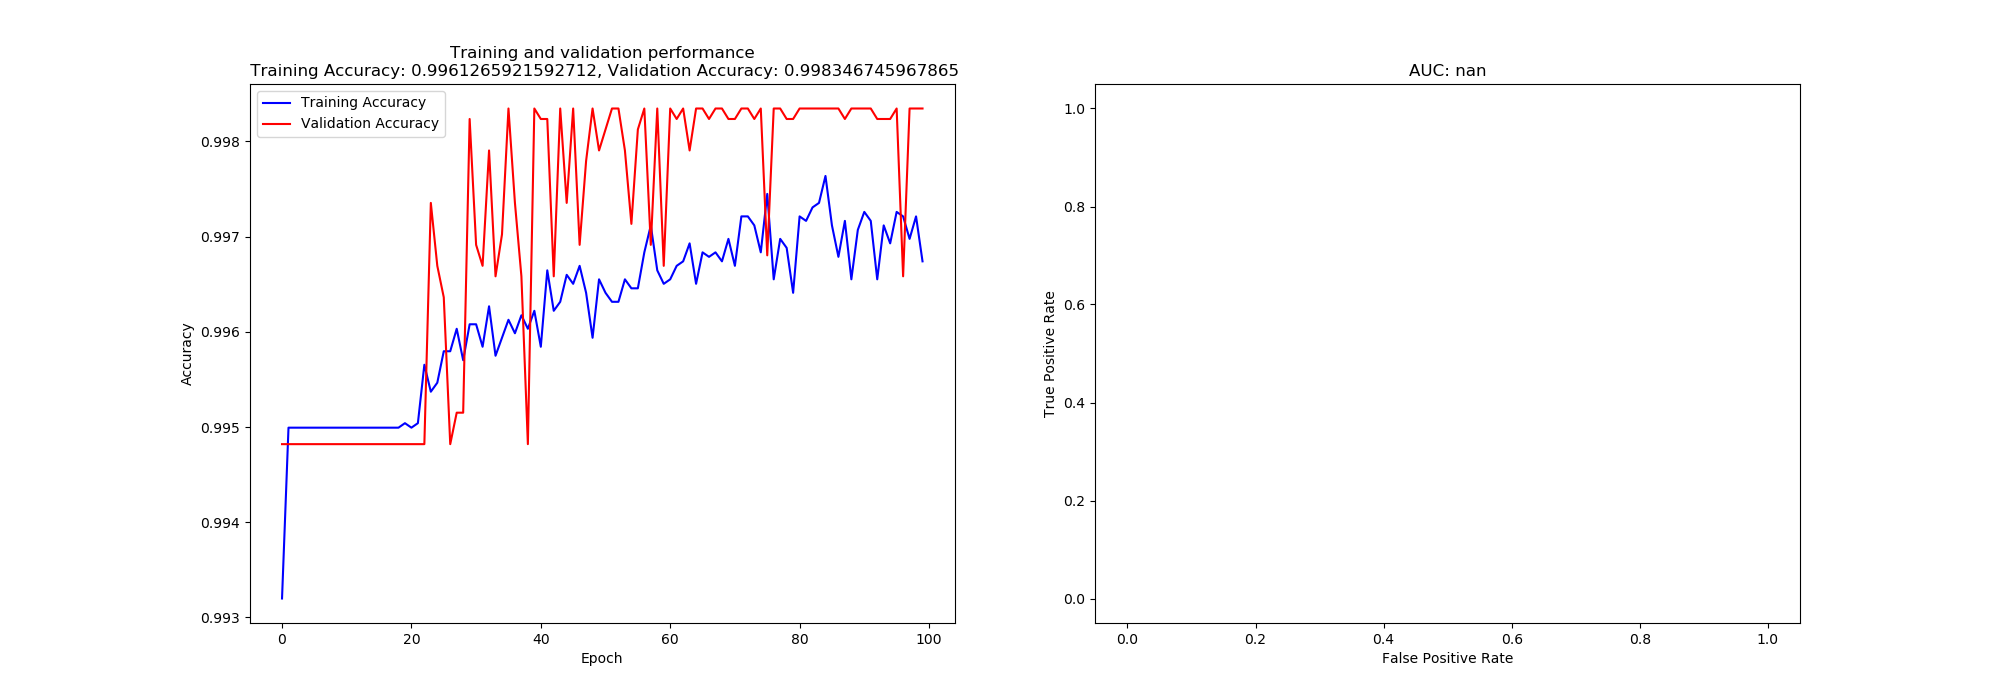 Training and validation performance
Training Accuracy: 0.9961265921592712, Validation Accuracy: 0.998346745967865
Training Accuracy
Validation Accuracy
0.998
0.997
0.996
0.995
0.994
0.993
Accuracy
0
20
40
60
80
100
Epoch
AUC: nan
1.0
0.8
0.6
0.4
0.2
0.0
True Positive Rate
0.0
0.2
0.4
0.6
0.8
1.0
False Positive Rate